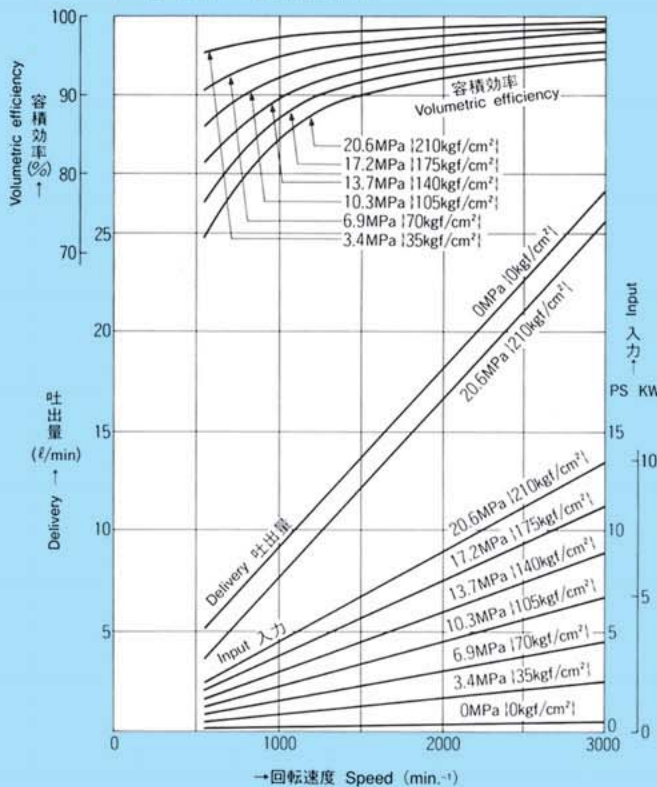 100
90
80
70
25
20
15
10
5
Volumetric efficiency
容積効率
(%)
→
容積効率
Volumetric efficiency
20.6MPa {210kgf/cm²}
17.2MPa {175kgf/cm²}
13.7MPa {140kgf/cm²}
10.3MPa {105kgf/cm²}
6.9MPa {70kgf/cm²}
3.4MPa {35kgf/cm²}
吐出量
(ℓ/min)
Delivery →
0MPa {0kgf/cm²}
20.6MPa {210kgf/cm²}
Delivery 吐出量
Input 入力
20.6MPa {210kgf/cm²}
17.2MPa {175kgf/cm²}
13.7MPa {140kgf/cm²}
10.3MPa {105kgf/cm²}
6.9MPa {70kgf/cm²}
3.4MPa {35kgf/cm²}
0MPa {0kgf/cm²}
Input
入力→
PS KW
15
10
5
0
10
5
0
0
1000
2000
3000
→回転速度 Speed (min.⁻¹)